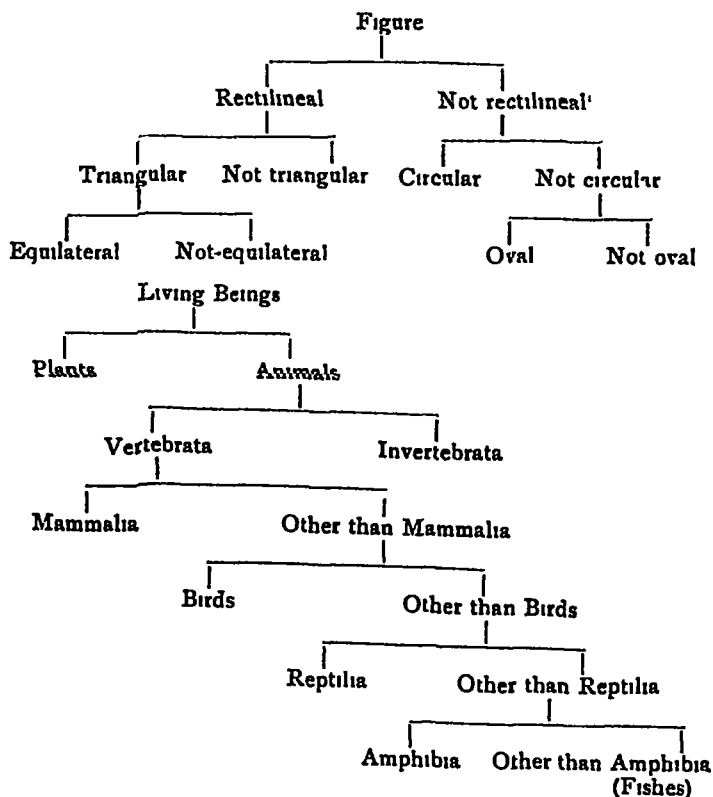 Figure
Rectilineal Not rectilineal
Triangular Not triangular Circular Not circular
Equilateral Not-equilateral Oval Not oval
Living Beings
Plants Animals
Vertebrata Invertebrata
Mammalia Other than Mammalia
Birds Other than Birds
Reptilia Other than Reptilia
Amphibia Other than Amphibia
(Fishes)